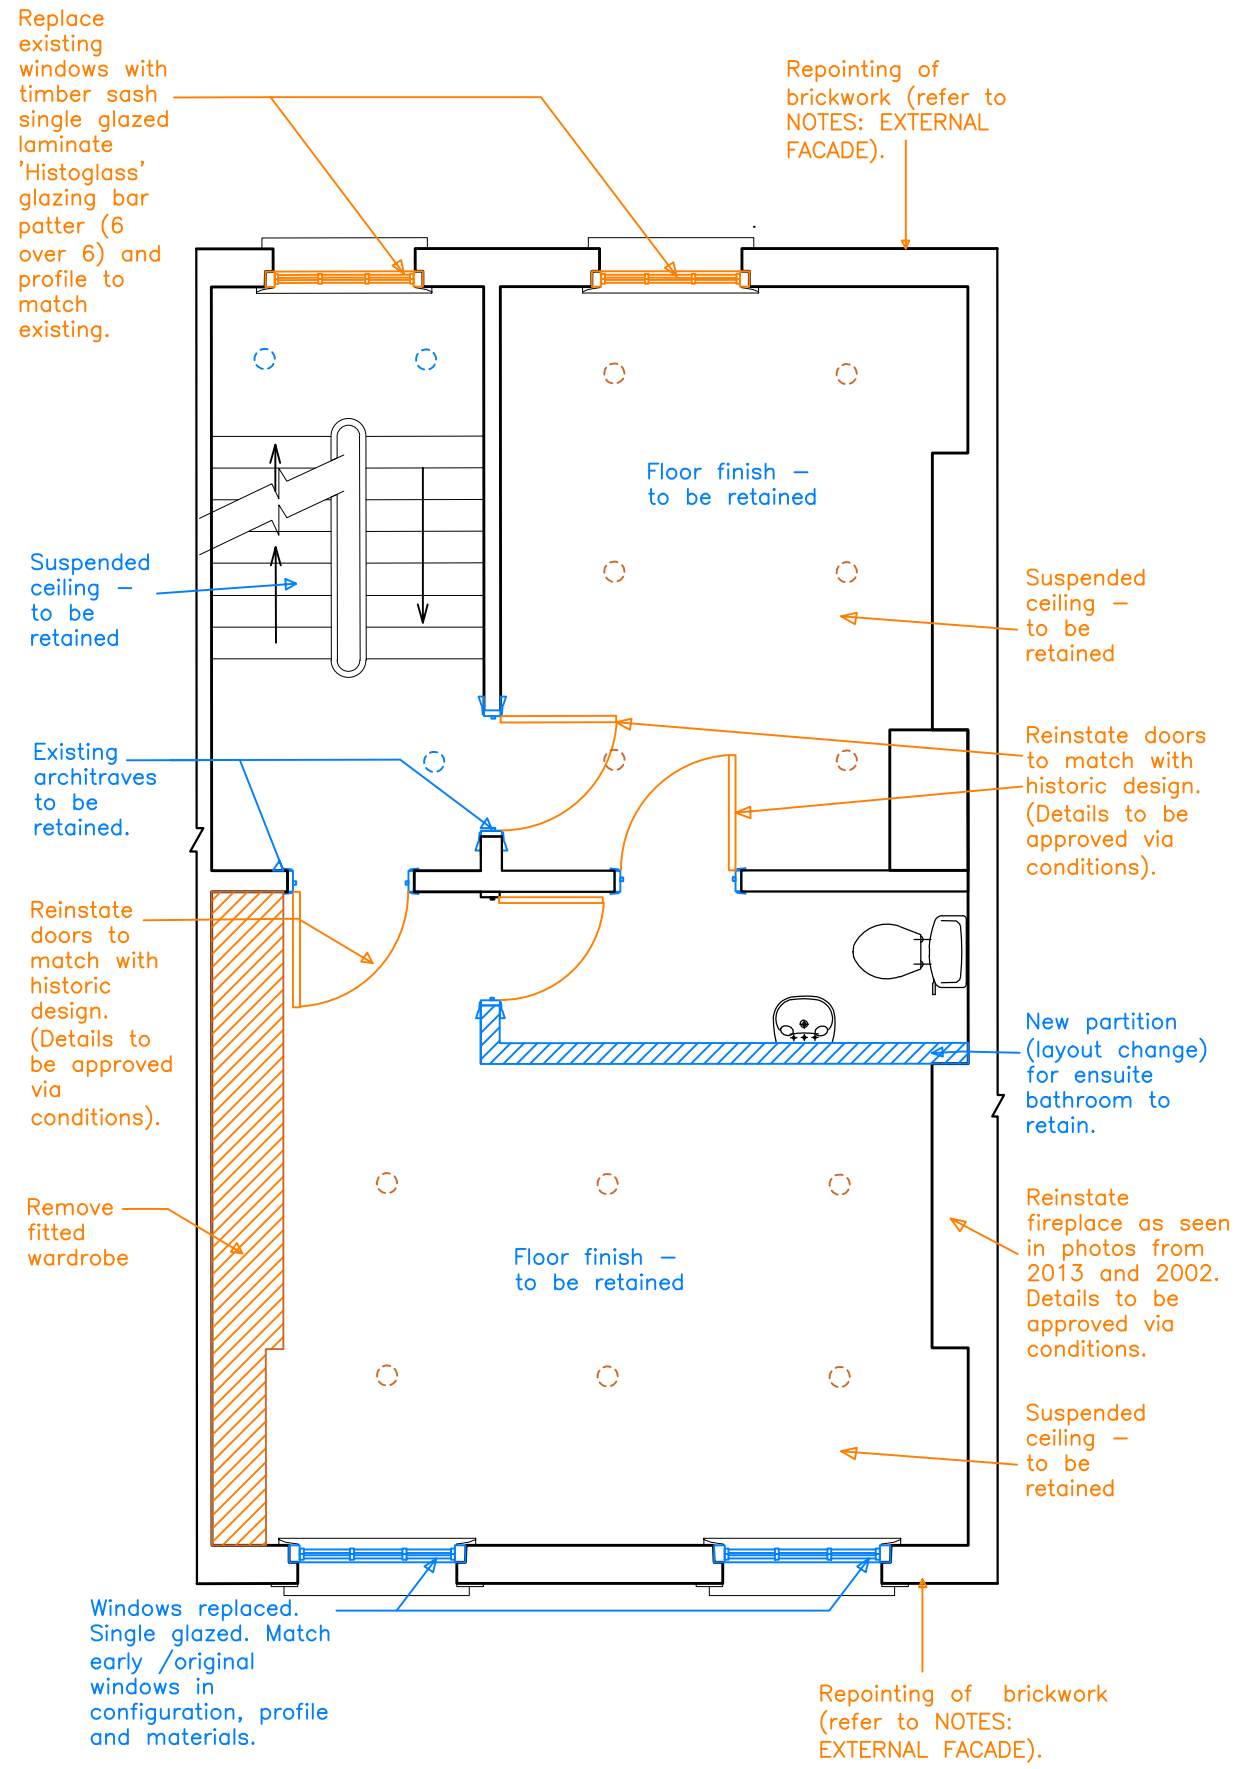 Replace
existing
windows with
timber sash
single glazed
laminate
'Histoglass'
glazing bar
patter (6
over 6) and
profile to
match
existing.
Repointing of
brickwork (refer to
NOTES: EXTERNAL
FACADE).
Floor finish –
to be retained
Suspended
ceiling –
to be
retained
Suspended
ceiling –
to be
retained
Existing
architraves
to be
retained.
Reinstate doors
to match with
historic design.
(Details to be
approved via
conditions).
Reinstate
doors to
match with
historic
design.
(Details to
be approved
via
conditions).
New partition
(layout change)
for ensuite
bathroom to
retain.
Remove
fitted
wardrobe
Floor finish –
to be retained
Reinstate
fireplace as seen
in photos from
2013 and 2002.
Details to be
approved via
conditions.
Suspended
ceiling –
to be
retained
Windows replaced.
Single glazed. Match
early /original
windows in
configuration, profile
and materials.
Repointing of brickwork
(refer to NOTES:
EXTERNAL FACADE).